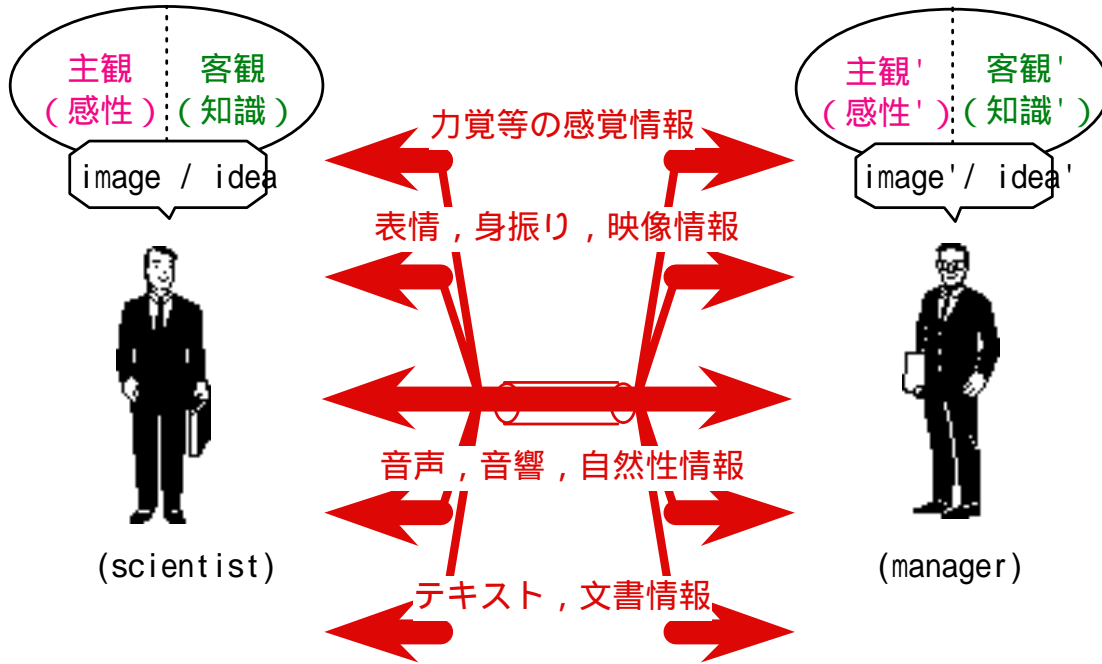 主観
(感性)
客観
(知識)
image / idea
(scientist)
力覚等の感覚情報
表情，身振り，映像情報
音声，音響，自然性情報
テキスト，文書情報
主観'
(感性')
客観'
(知識')
image'/ idea'
(manager)